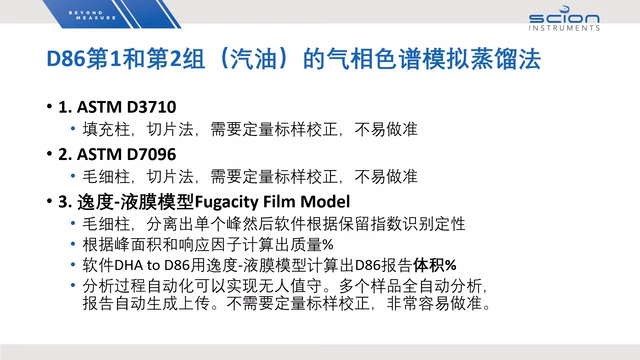 BEYOND
MEASURE
scion
INSTRUMENTS
D86第1和第2组（汽油）的气相色谱模拟蒸馏法
• 1. ASTM D3710
• 填充柱，切片法，需要定量标样校正，不易做准
• 2. ASTM D7096
• 毛细柱，切片法，需要定量标样校正，不易做准
• 3. 逸度-液膜模型Fugacity Film Model
• 毛细柱，分离出单个峰然后软件根据保留指数识别定性
• 根据峰面积和响应因子计算出质量%
• 软件DHA to D86用逸度-液膜模型计算出D86报告体积%
• 分析过程自动化可以实现无人值守。多个样品全自动分析，
报告自动生成上传。不需要定量标样校正，非常容易做准。